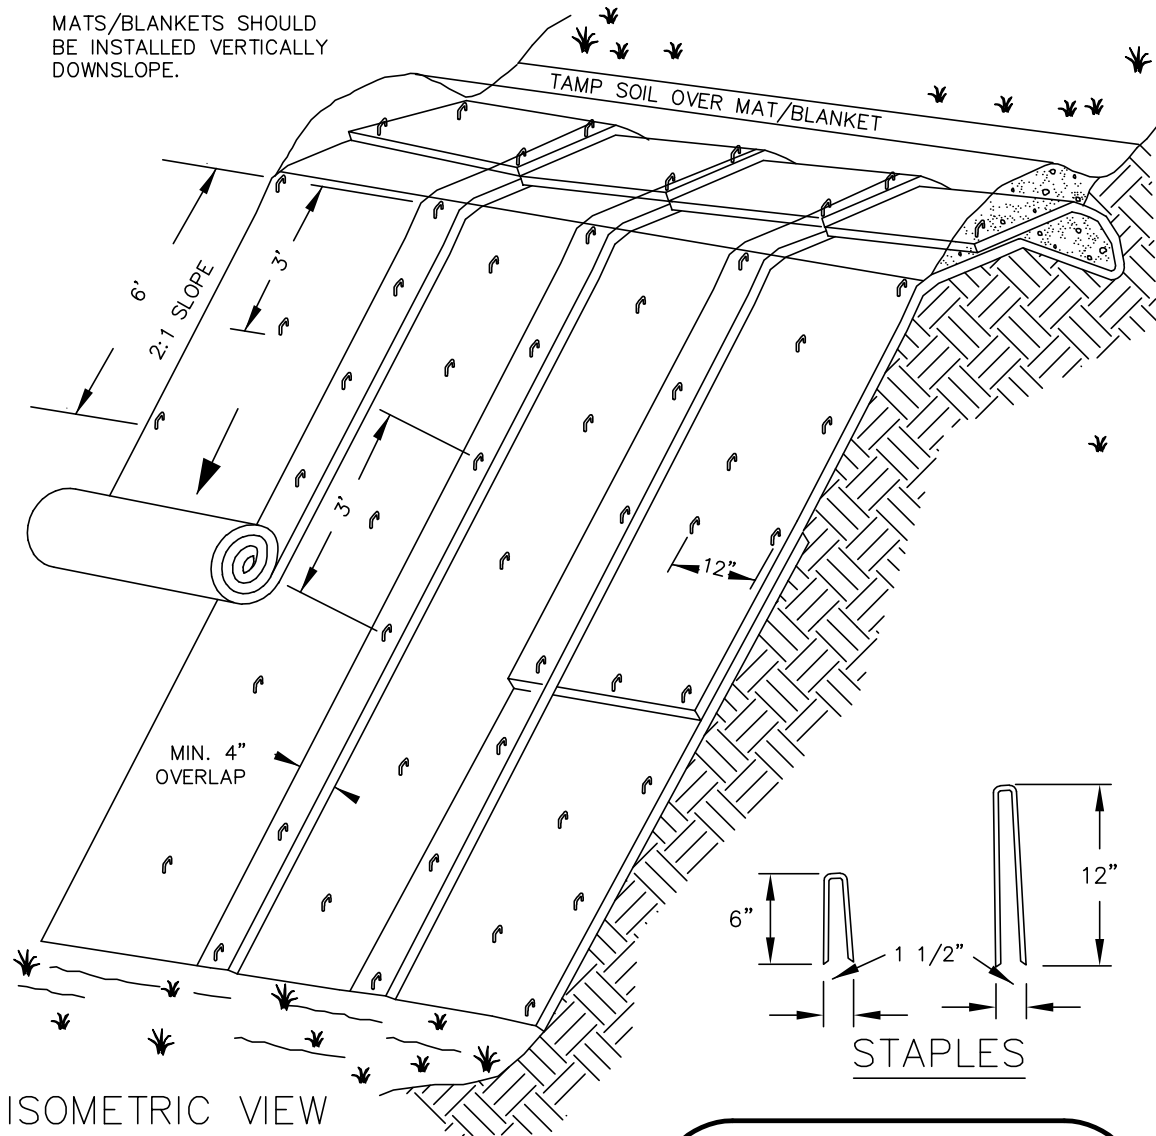 MATS/BLANKETS SHOULD
BE INSTALLED VERTICALLY
DOWNSLOPE.
TAMP SOIL OVER MAT/BLANKET
6'
2:1 SLOPE
3'
3'
12"
MIN. 4"
OVERLAP
6"
12"
1 1/2"
STAPLES
ISOMETRIC VIEW